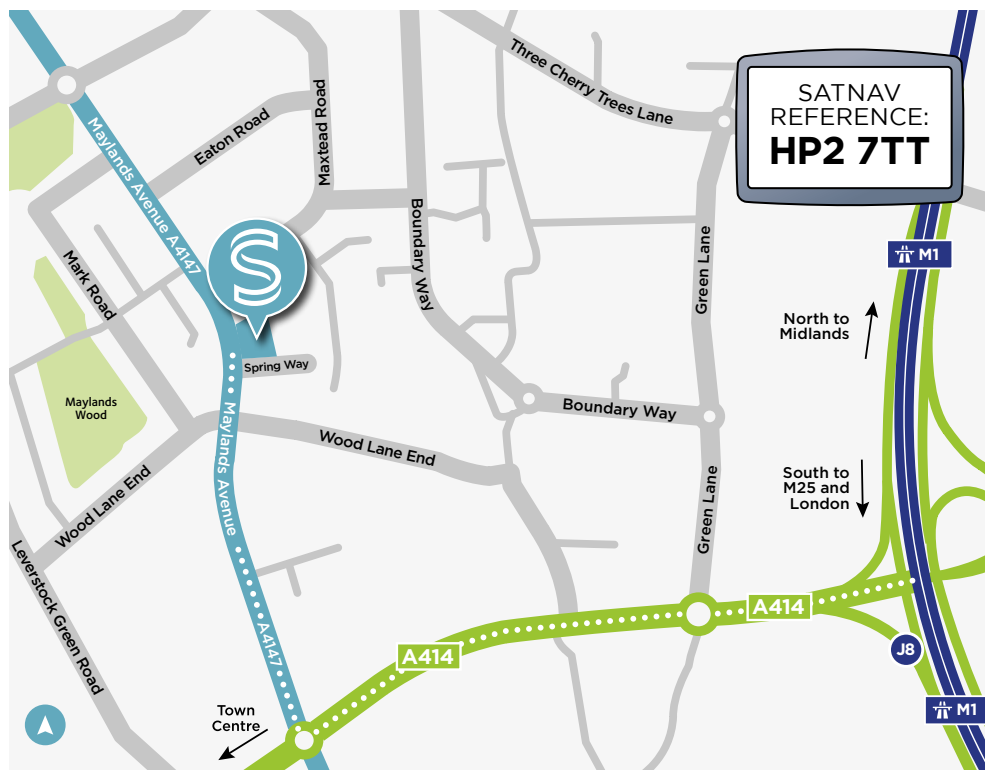 Three Cherry Trees Lane
SATNAV
REFERENCE:
HP2 7TT
Maylands Avenue A4147
Eaton Road
Maxtead Road
Boundary Way
Green Lane
M1
S
Mark Road
North to
Midlands
Spring Way
Maylands
Wood
Boundary Way
Maylands Avenue
Wood Lane End
South to
M25 and
London
Wood Lane End
Green Lane
Leverstock Green Road
A4147
A414
A414
J8
Town
Centre
M1